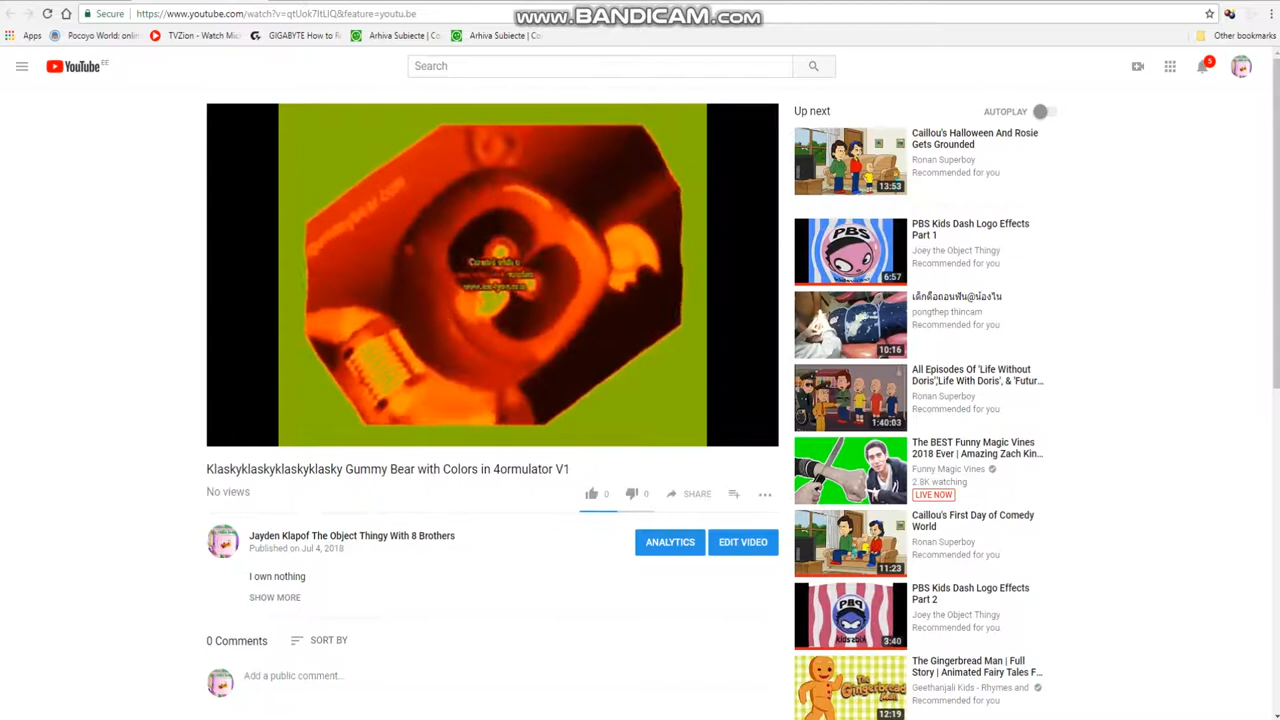 www.BANDICAM.com
Secure https://www.youtube.com/watch?v=qtUok7ItLIQ&feature=youtu.be
Apps Pocoyo World: onlin TVZion - Watch Mi GIGABYTE How to R Arhiva Subiecte | Co Arhiva Subiecte | Co Other bookmarks
YouTube EE
Search
5
Up next AUTOPLAY
Caillou's Halloween And Rosie
Gets Grounded
Ronan Superboy
Recommended for you
13:53
PBS Kids Dash Logo Effects
Part 1
Joey the Object Thingy
Recommended for you
PBS
6:57
เด็กดื้อถอนฟัน@น้องไน
pongthep thincam
Recommended for you
10:16
All Episodes Of 'Life Without
Doris','Life With Doris', & 'Futur...
Ronan Superboy
Recommended for you
1:40:03
The BEST Funny Magic Vines
2018 Ever | Amazing Zach Kin...
Funny Magic Vines
2.8K watching
LIVE NOW
Caillou's First Day of Comedy
World
Ronan Superboy
Recommended for you
11:23
PBS Kids Dash Logo Effects
Part 2
Joey the Object Thingy
Recommended for you
3:40
The Gingerbread Man | Full
Story | Animated Fairy Tales F...
Geethanjali Kids - Rhymes and
Recommended for you
The
12:19
Klaskyklaskyklaskyklasky Gummy Bear with Colors in 4ormulator V1
No views
0 0 SHARE
Jayden Klapof The Object Thingy With 8 Brothers
Published on Jul 4, 2018
ANALYTICS EDIT VIDEO
I own nothing
SHOW MORE
0 Comments SORT BY
Add a public comment...